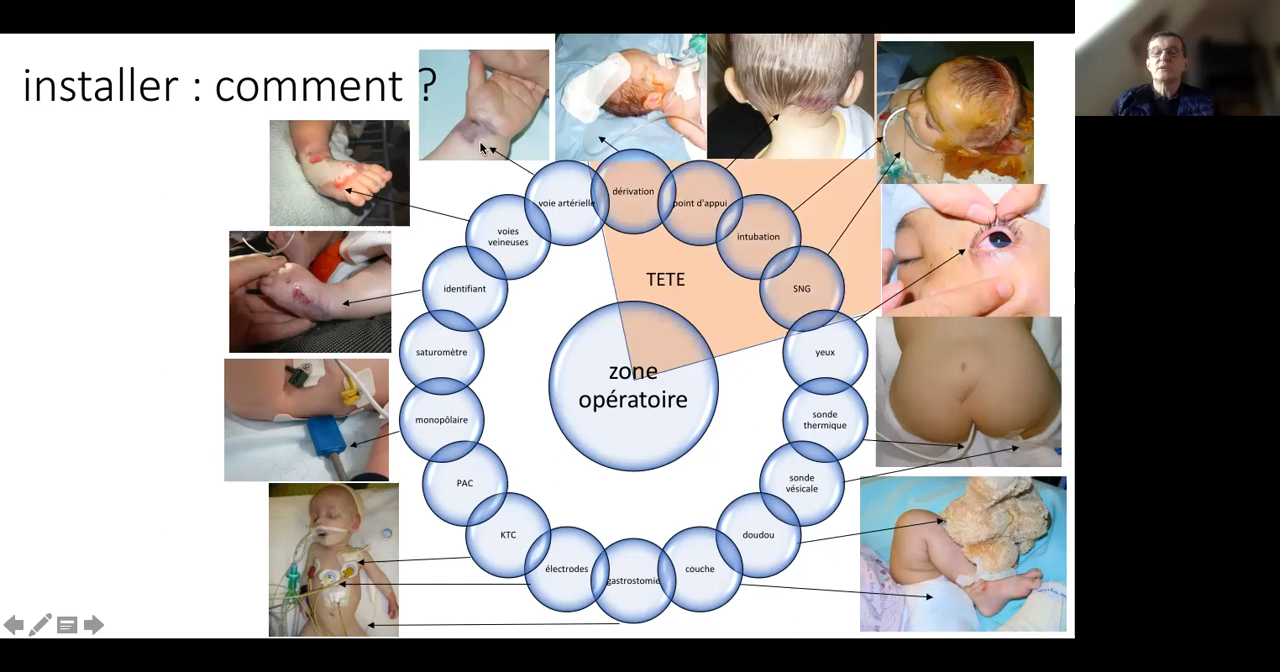 installer : comment ?
dérivation
voie artérielle
point d'appui
voies
veineuses
intubation
TETE
identifiant
SNG
saturomètre
yeux
zone
opératoire
monopôlaire
sonde
thermique
PAC
sonde
vésicale
KTC
doudou
électrodes
gastrostomie
couche